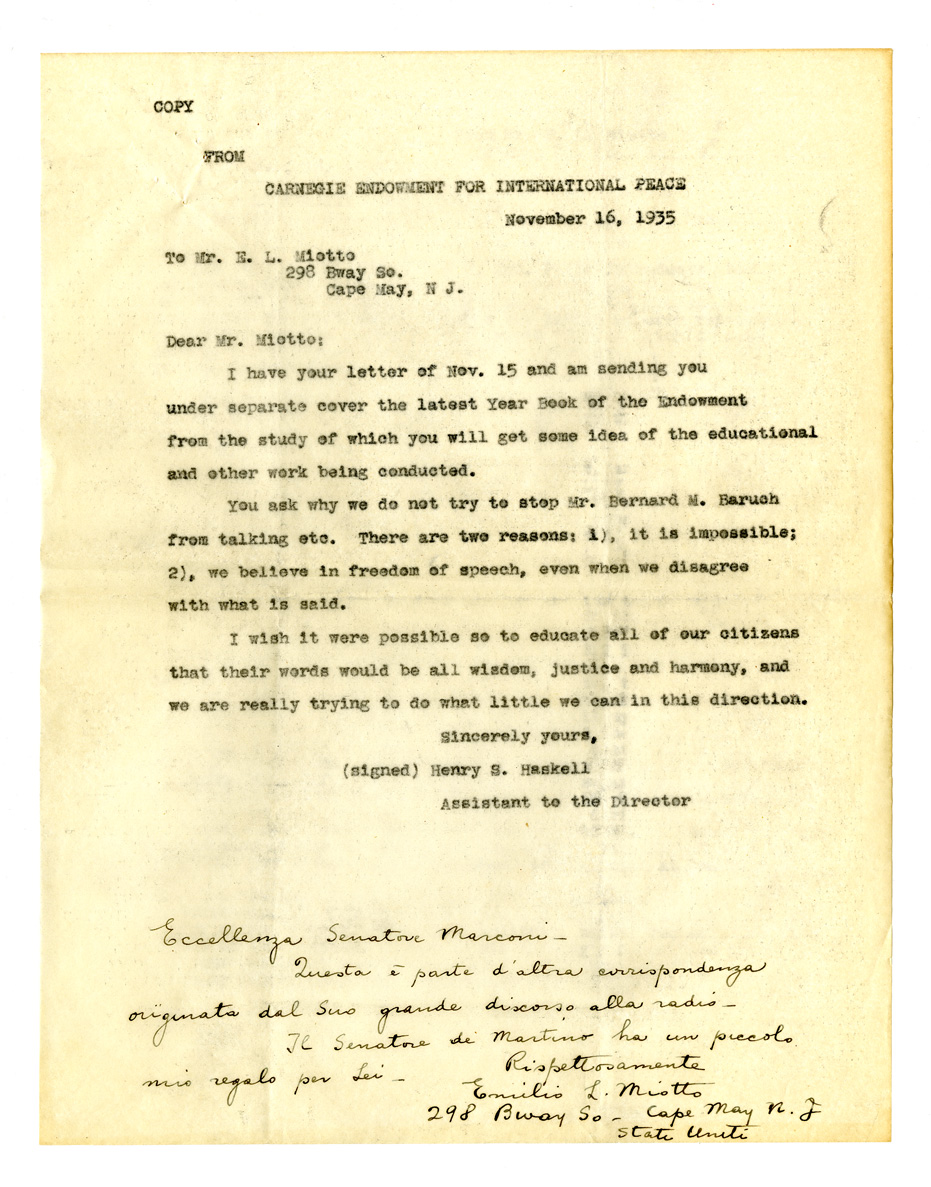 COPY
FROM
CARNEGIE ENDOWMENT FOR INTERNATIONAL PEACE
November 16, 1935
To Mr. E. L. Miotto
298 Bway So.
Cape May, N J.
Dear Mr. Miotto:
I have your letter of Nov. 15 and am sending you
under separate cover the latest Year Book of the Endowment
from the study of which you will get some idea of the educational
and other work being conducted.
You ask why we do not try to stop Mr. Bernard M. Baruch
from talking etc. There are two reasons: 1), it is impossible;
2), we believe in freedom of speech, even when we disagree
with what is said.
I wish it were possible so to educate all of our citizens
that their words would be all wisdom, justice and harmony, and
we are really trying to do what little we can in this direction.
Sincerely yours,
(signed) Henry S. Haskell
Assistant to the Director
Eccellenza Senatore Marconi -
Questa è parte d'altra corrispondenza
originata dal Suo grande discorso alla radio -
Il Senatore de Martino ha un piccolo
mio regalo per Lei -
Rispettosamente
Emilio L. Miotto
298 Bway So - Cape May N. J
Stati Uniti